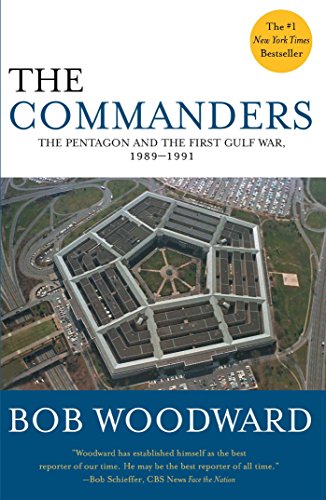 The #1
New York Times
Bestseller
THE
COMMANDERS
THE PENTAGON AND THE FIRST GULF WAR,
1989–1991
BOB WOODWARD
"Woodward has established himself as the best
reporter of our time. He may be the best reporter of all time."
—Bob Schieffer, CBS News Face the Nation